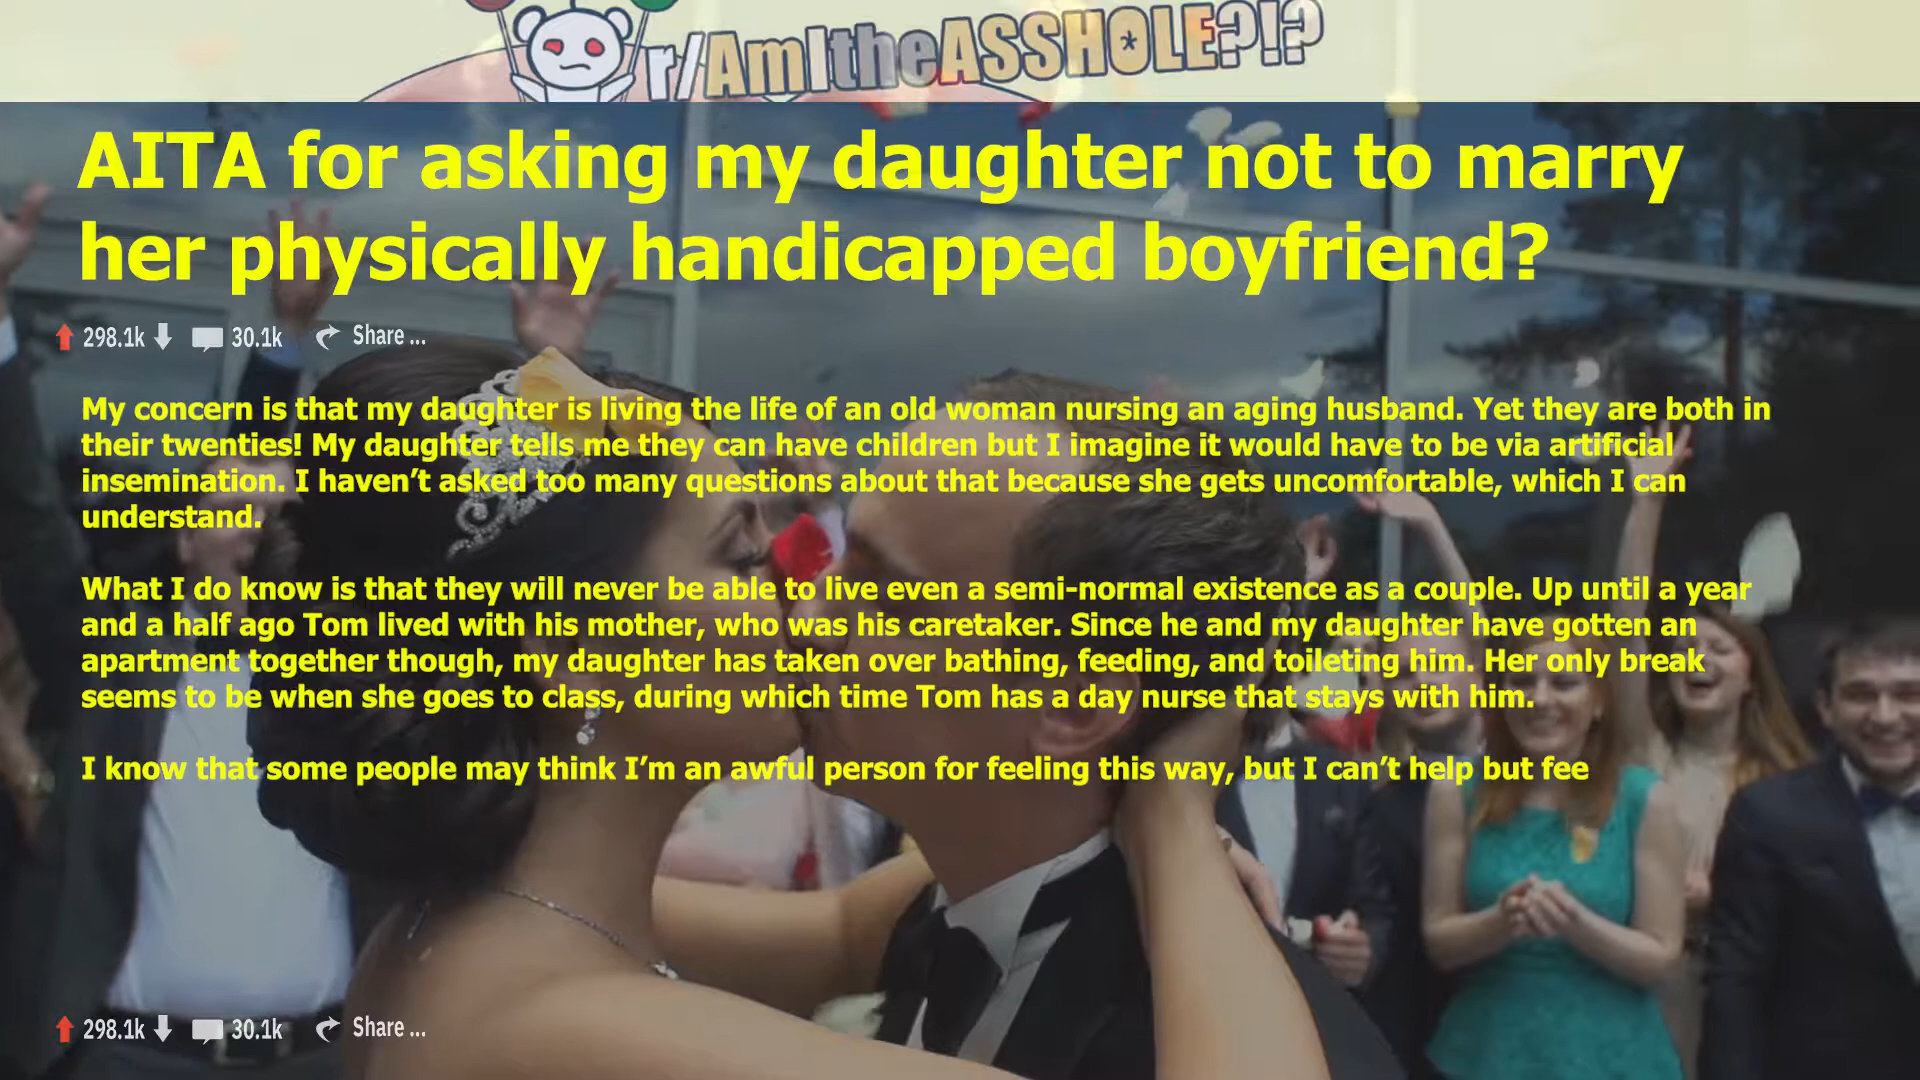 r/AmItheASSH*LE?!?
AITA for asking my daughter not to marry
her physically handicapped boyfriend?
298.1k 30.1k Share ...
My concern is that my daughter is living the life of an old woman nursing an aging husband. Yet they are both in
their twenties! My daughter tells me they can have children but I imagine it would have to be via artificial
insemination. I haven’t asked too many questions about that because she gets uncomfortable, which I can
understand.
What I do know is that they will never be able to live even a semi-normal existence as a couple. Up until a year
and a half ago Tom lived with his mother, who was his caretaker. Since he and my daughter have gotten an
apartment together though, my daughter has taken over bathing, feeding, and toileting him. Her only break
seems to be when she goes to class, during which time Tom has a day nurse that stays with him.
I know that some people may think I’m an awful person for feeling this way, but I can’t help but fee
298.1k 30.1k Share ...